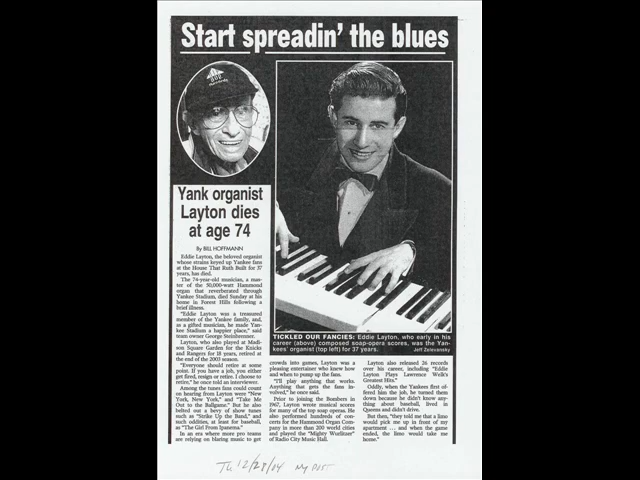 Start spreadin' the blues
Yank organist
Layton dies
at age 74
By BILL HOFFMANN
Eddie Layton, the beloved organist
whose strains keyed up Yankee fans
at the House That Ruth Built for 37
years, has died.
The 74-year-old musician, a mas-
ter of the 50,000-watt Hammond
organ that reverberated through
Yankee Stadium, died Sunday at his
home in Forest Hills following a
brief illness.
"Eddie Layton was a treasured
member of the Yankee family, and,
as a gifted musician, he made Yan-
kee Stadium a happier place," said
team owner George Steinbrenner.
Layton, who also played at Madi-
son Square Garden for the Knicks
and Rangers for 18 years, retired at
the end of the 2003 season.
"Everyone should retire at some
point. If you have a job, you either
get fired, resign or retire. I choose to
retire," he once told an interviewer.
Among the tunes fans could count
on hearing from Layton were "New
York, New York," and "Take Me
Out to the Ballgame." But he also
belted out a bevy of show tunes
such as "Strike Up the Band," and
such oddities, at least for baseball,
as "The Girl From Ipanema."
In an era where more pro teams
are relying on blaring music to get
TICKLED OUR FANCIES: Eddie Layton, who early in his
career (above) composed soap-opera scores, was the Yan-
kees' organist (top left) for 37 years.
Jeff Zelevansky
crowds into games, Layton was a
pleasing entertainer who knew how
and when to pump up the fans.
"I'll play anything that works.
Anything that gets the fans in-
volved," he once said.
Prior to joining the Bombers in
1967, Layton wrote musical scores
for many of the top soap operas. He
also performed hundreds of con-
certs for the Hammond Organ Com-
pany in more than 200 world cities
and played the "Mighty Wurlitzer"
of Radio City Music Hall.
Layton also released 26 records
over his career, including "Eddie
Layton Plays Lawrence Welk's
Greatest Hits."
Oddly, when the Yankees first of-
fered him the job, he turned them
down because he didn't know any-
thing about baseball, lived in
Queens and didn't drive.
But then, "they told me that a limo
would pick me up in front of my
apartment ... and when the game
ended, the limo would take me
home."
Tu 12/28/04 NY POST